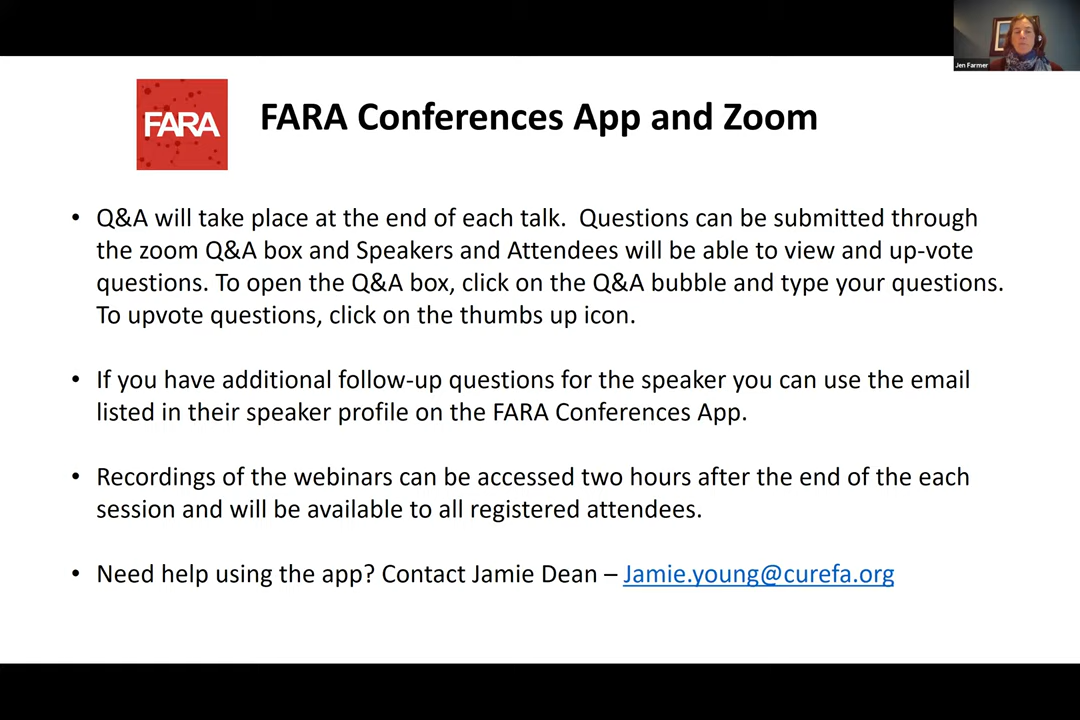 Jen Farmer
FARA
FARA Conferences App and Zoom
• Q&A will take place at the end of each talk.  Questions can be submitted through
the zoom Q&A box and Speakers and Attendees will be able to view and up-vote
questions. To open the Q&A box, click on the Q&A bubble and type your questions.
To upvote questions, click on the thumbs up icon.
• If you have additional follow-up questions for the speaker you can use the email
listed in their speaker profile on the FARA Conferences App.
• Recordings of the webinars can be accessed two hours after the end of the each
session and will be available to all registered attendees.
• Need help using the app? Contact Jamie Dean – Jamie.young@curefa.org